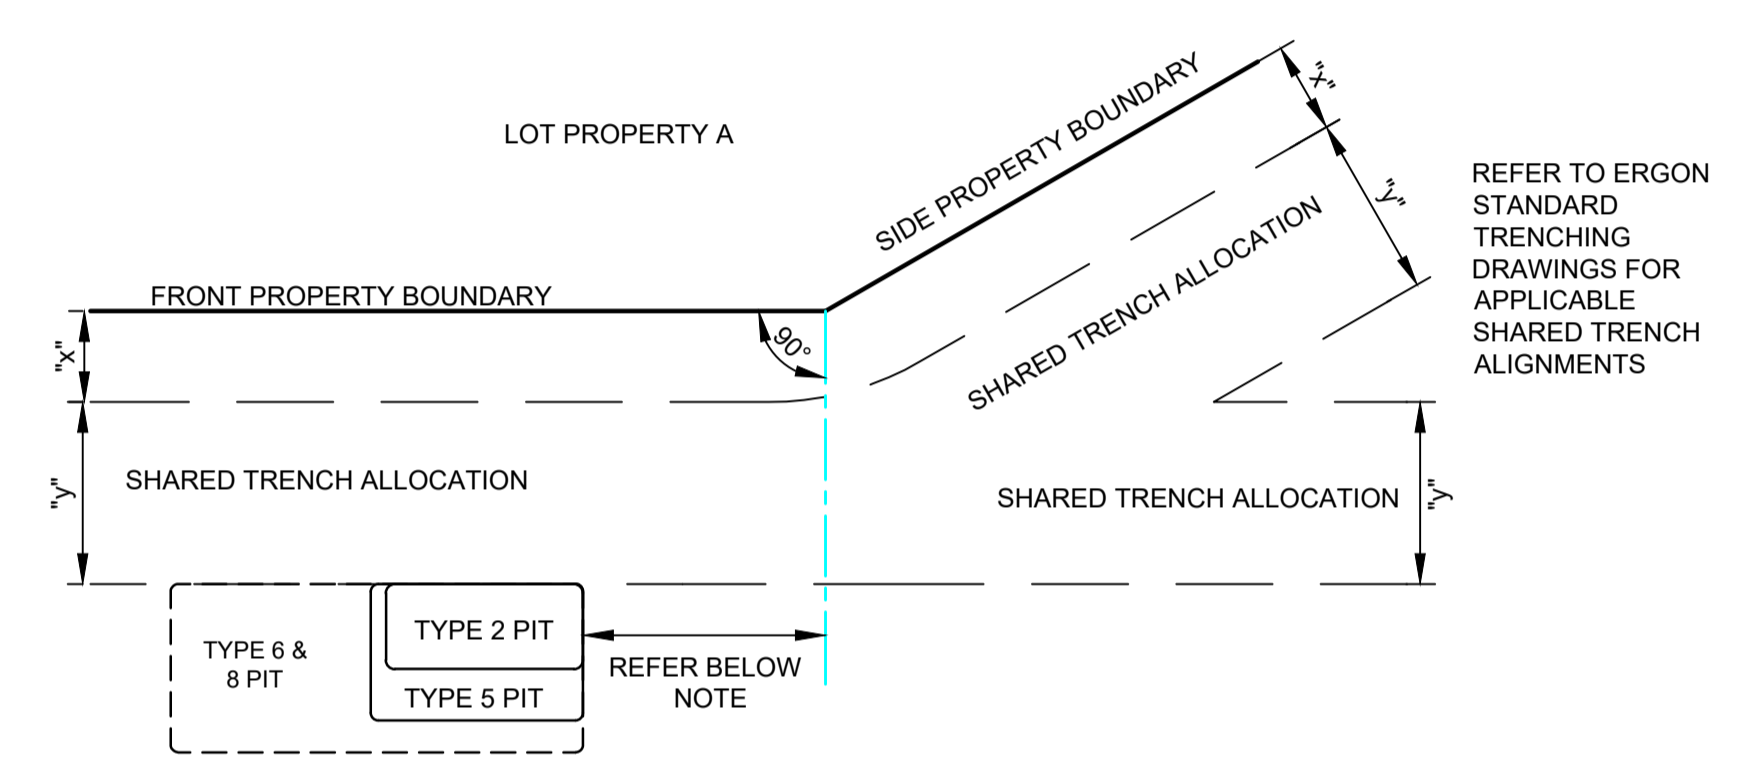 LOT PROPERTY A
SIDE PROPERTY BOUNDARY
"x"
"y"
REFER TO ERGON
STANDARD
TRENCHING
DRAWINGS FOR
APPLICABLE
SHARED TRENCH
ALIGNMENTS
FRONT PROPERTY BOUNDARY
"x"
90°
SHARED TRENCH ALLOCATION
"y"
SHARED TRENCH ALLOCATION
SHARED TRENCH ALLOCATION
"y"
TYPE 6 &
8 PIT
TYPE 2 PIT
TYPE 5 PIT
REFER BELOW
NOTE